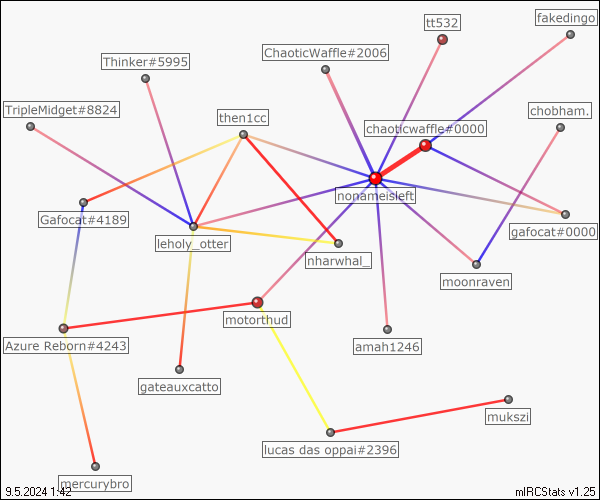 fakedingo
tt532
ChaoticWaffle#2006
Thinker#5995
TripleMidget#8824
then1cc
chobham.
chaoticwaffle#0000
nonameisleft
Gafocat#4189
gafocat#0000
leholy_otter
nharwhal_
moonraven
motorthud
Azure Reborn#4243
amah1246
gateauxcatto
mukszi
lucas das oppai#2396
mercurybro
9.5.2024 1:42
mIRCStats v1.25